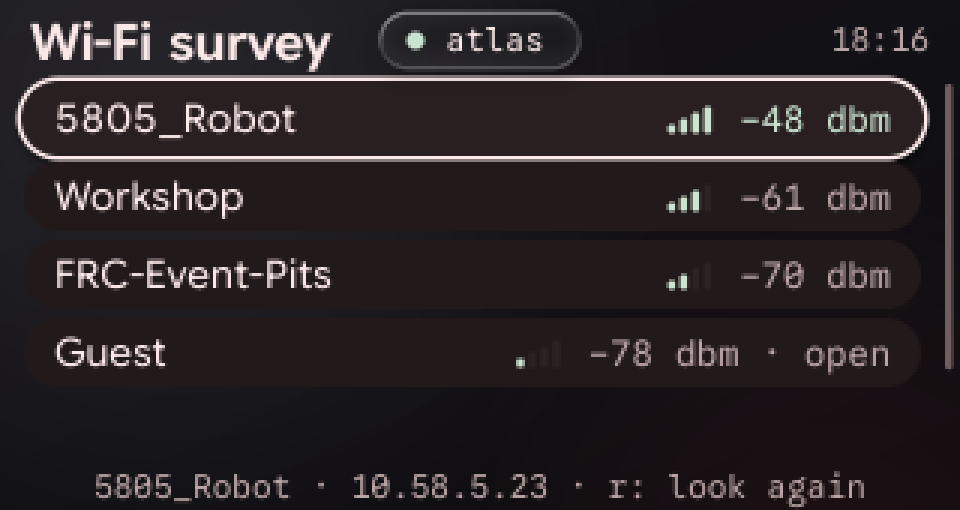 Wi-Fi survey atlas 18:16
5805_Robot -48 dbm
Workshop -61 dbm
FRC-Event-Pits -70 dbm
Guest -78 dbm · open
5805_Robot · 10.58.5.23 · r: look again